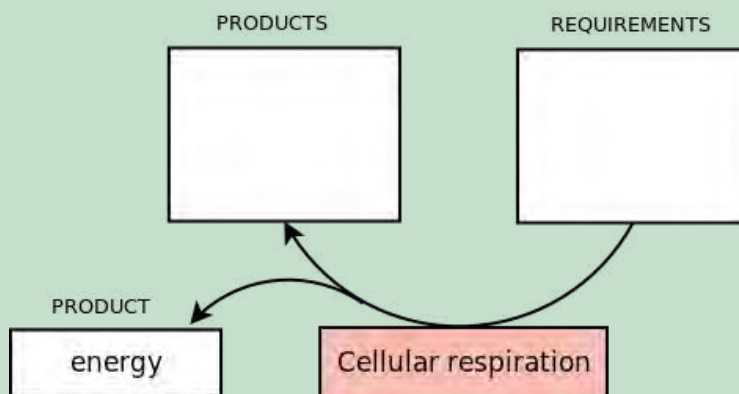 PRODUCTS
REQUIREMENTS
PRODUCT
energy
Cellular respiration